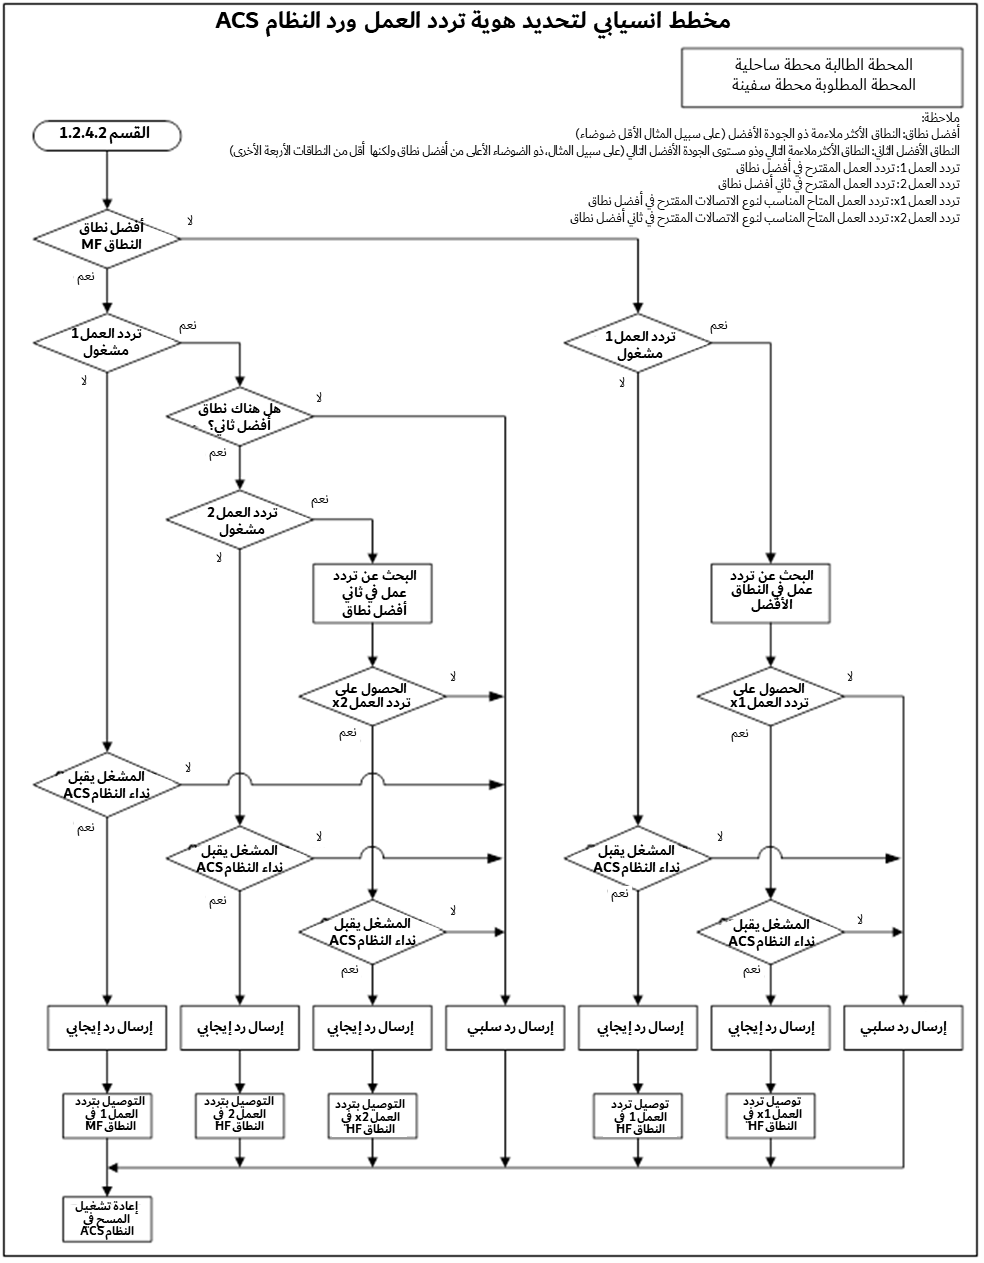 مخطط انسيابي لتحديد هوية تردد العمل ورد النظام ACS
المحطة الطالبة محطة ساحلية
المحطة المطلوبة محطة سفينة
ملاحظة:
أفضل نطاق: النطاق الأكثر ملاءمة ذو الجودة الأفضل (على سبيل المثال الأقل ضوضاء)
النطاق الأفضل الثاني: النطاق الأكثر ملاءمة التالي وذو مستوى الجودة الأفضل التالي (على سبيل المثال، ذو الضوضاء الأعلى من أفضل نطاق ولكنها أقل من النطاقات الأربعة الأخرى)
تردد العمل 1: تردد العمل المقترح في أفضل نطاق
تردد العمل 2: تردد العمل المقترح في ثاني أفضل نطاق
تردد العمل x1: تردد العمل المتاح المناسب لنوع الاتصالات المقترح في أفضل نطاق
تردد العمل x2: تردد العمل المتاح المناسب لنوع الاتصالات المقترح في ثاني أفضل نطاق
القسم 1.2.4.2
أفضل نطاق
النطاق MF
لا
نعم
تردد العمل 1
مشغول
نعم
لا
تردد العمل 1
مشغول
نعم
لا
هل هناك نطاق
أفضل ثاني؟
لا
نعم
تردد العمل 2
مشغول
نعم
لا
البحث عن تردد
عمل في ثاني
أفضل نطاق
البحث عن تردد
عمل في النطاق
الأفضل
الحصول على
تردد العمل x2
لا
نعم
الحصول على
تردد العمل x1
لا
نعم
المشغل يقبل
نداء النظام ACS
لا
نعم
المشغل يقبل
نداء النظام ACS
لا
نعم
المشغل يقبل
نداء النظام ACS
لا
نعم
المشغل يقبل
نداء النظام ACS
لا
نعم
المشغل يقبل
نداء النظام ACS
لا
نعم
إرسال رد إيجابي
إرسال رد إيجابي
إرسال رد إيجابي
إرسال رد سلبي
إرسال رد إيجابي
إرسال رد إيجابي
إرسال رد سلبي
التوصيل بتردد
العمل 1 في
النطاق MF
التوصيل بتردد
العمل 2 في
النطاق HF
التوصيل بتردد
العمل x2 في
النطاق HF
توصيل تردد
العمل 1 في
النطاق HF
توصيل تردد
العمل x1 في
النطاق HF
إعادة تشغيل
المسح في
النظام ACS